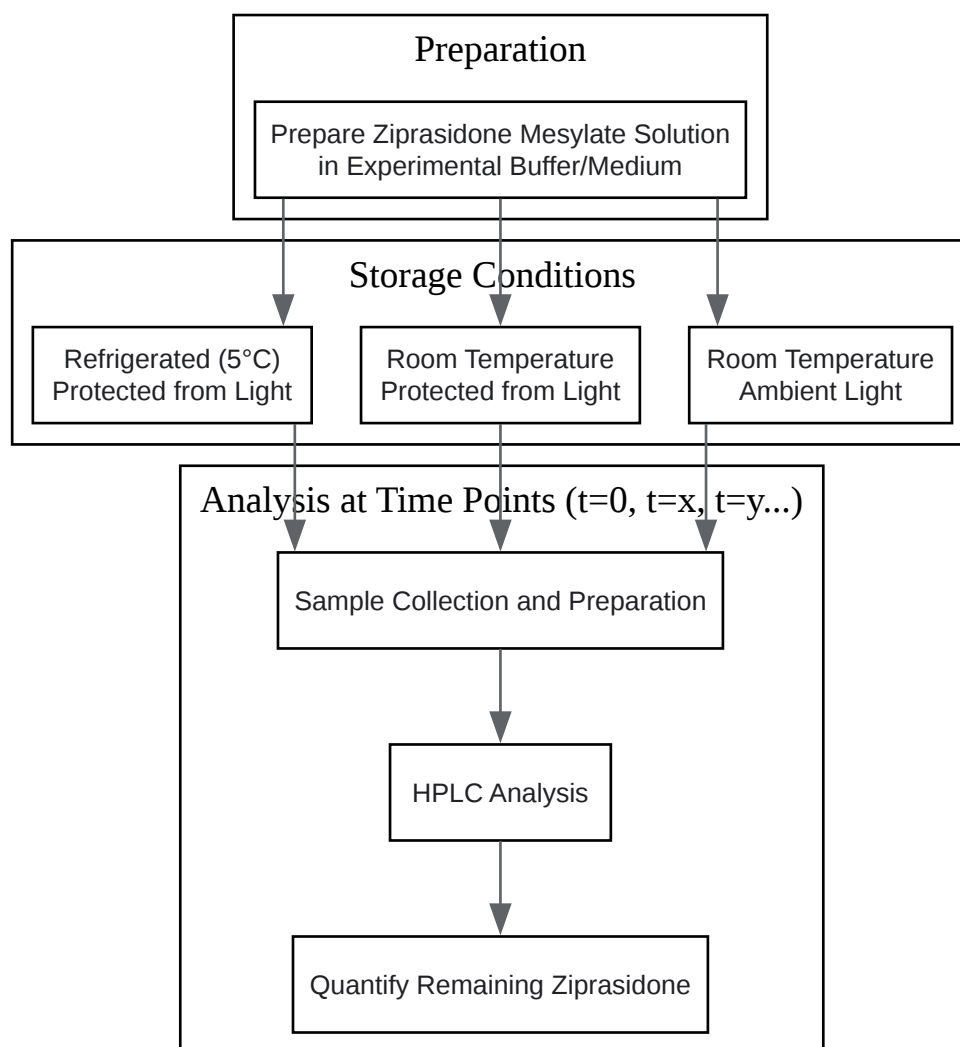 Preparation
Prepare Ziprasidone Mesylate Solution
in Experimental Buffer/Medium
Storage Conditions
Refrigerated (5°C)
Protected from Light
Room Temperature
Protected from Light
Room Temperature
Ambient Light
Analysis at Time Points (t=0, t=x, t=y...)
Sample Collection and Preparation
HPLC Analysis
Quantify Remaining Ziprasidone